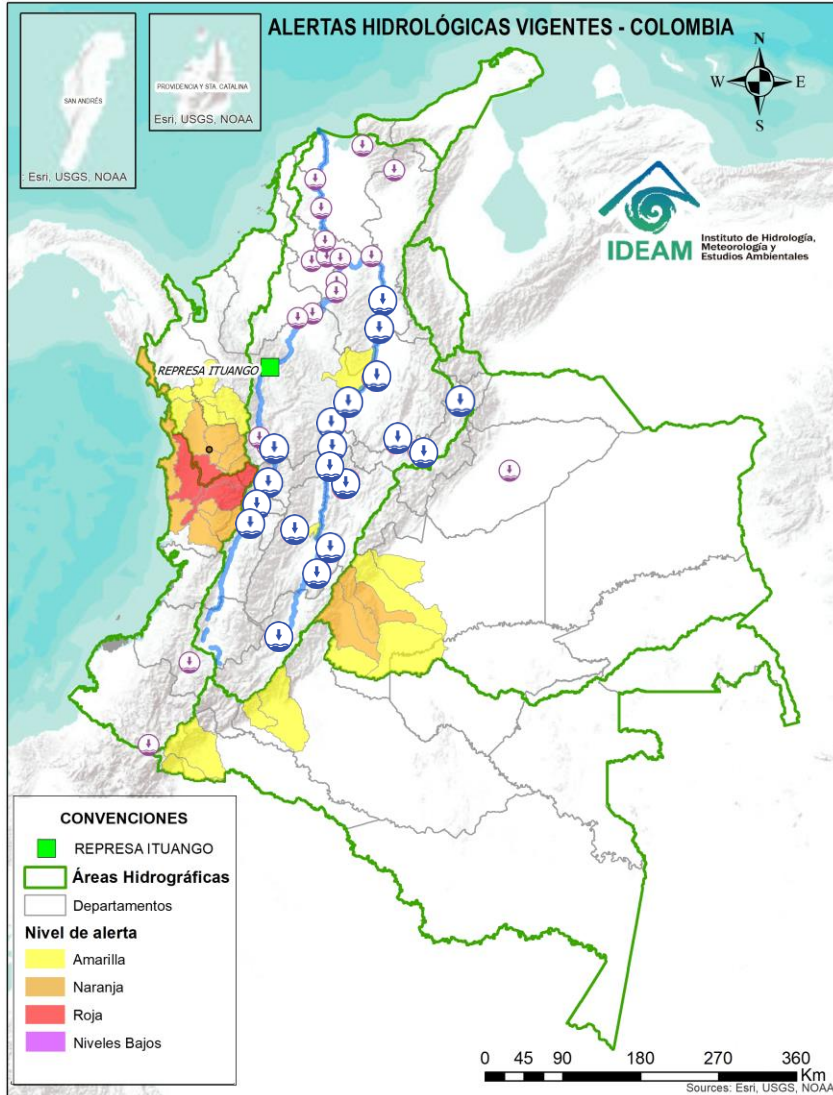 ALERTAS HIDROLÓGICAS VIGENTES - COLOMBIA
SAN ANDRÉS
: Esri, USGS, NOAA
PROVIDENCIA Y STA. CATALINA
Esri, USGS, NOAA
N
W
E
S
IDEAM
Instituto de Hidrología,
Meteorología y
Estudios Ambientales
REPRESA ITUANGO
CONVENCIONES
REPRESA ITUANGO
Áreas Hidrográficas
Departamentos
Nivel de alerta
Amarilla
Naranja
Roja
Niveles Bajos
0 45 90 180 270 360
Km
Sources: Esri, USGS, NOAA